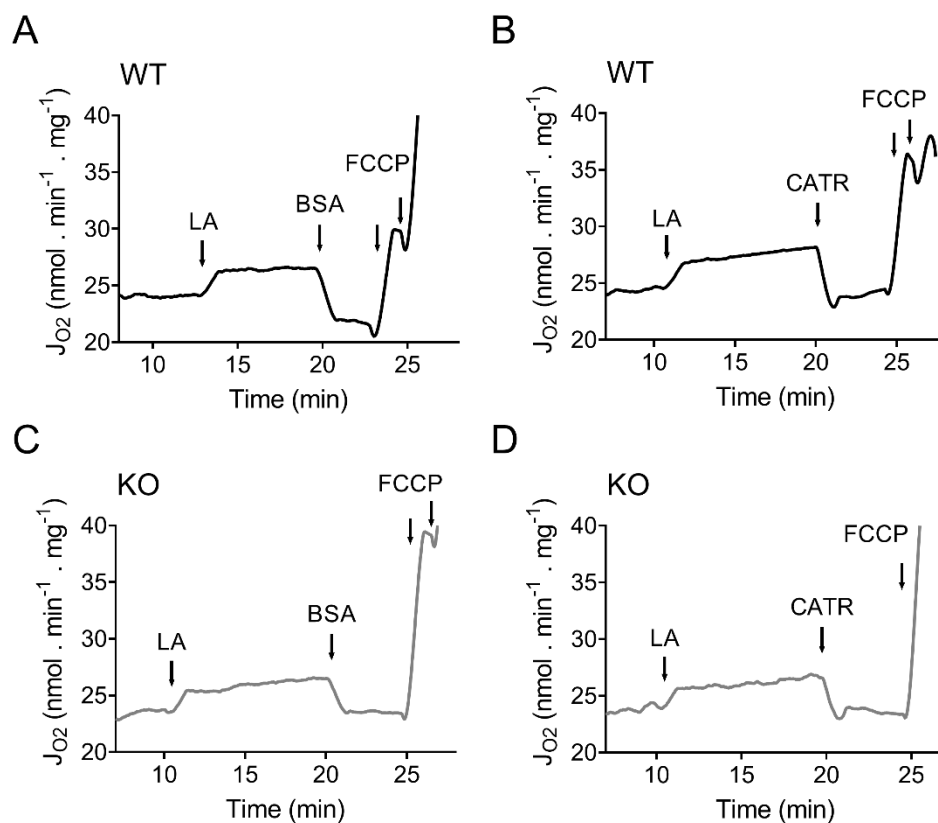 A
WT
J_O2 (nmol . min⁻¹ . mg⁻¹)
40
35
30
25
20
LA
BSA
FCCP
10
15
20
25
Time (min)
B
WT
J_O2 (nmol . min⁻¹ . mg⁻¹)
40
35
30
25
20
LA
CATR
FCCP
10
15
20
25
Time (min)
C
KO
J_O2 (nmol . min⁻¹ . mg⁻¹)
40
35
30
25
20
LA
BSA
FCCP
10
15
20
25
Time (min)
D
KO
J_O2 (nmol . min⁻¹ . mg⁻¹)
40
35
30
25
20
LA
CATR
FCCP
10
15
20
25
Time (min)